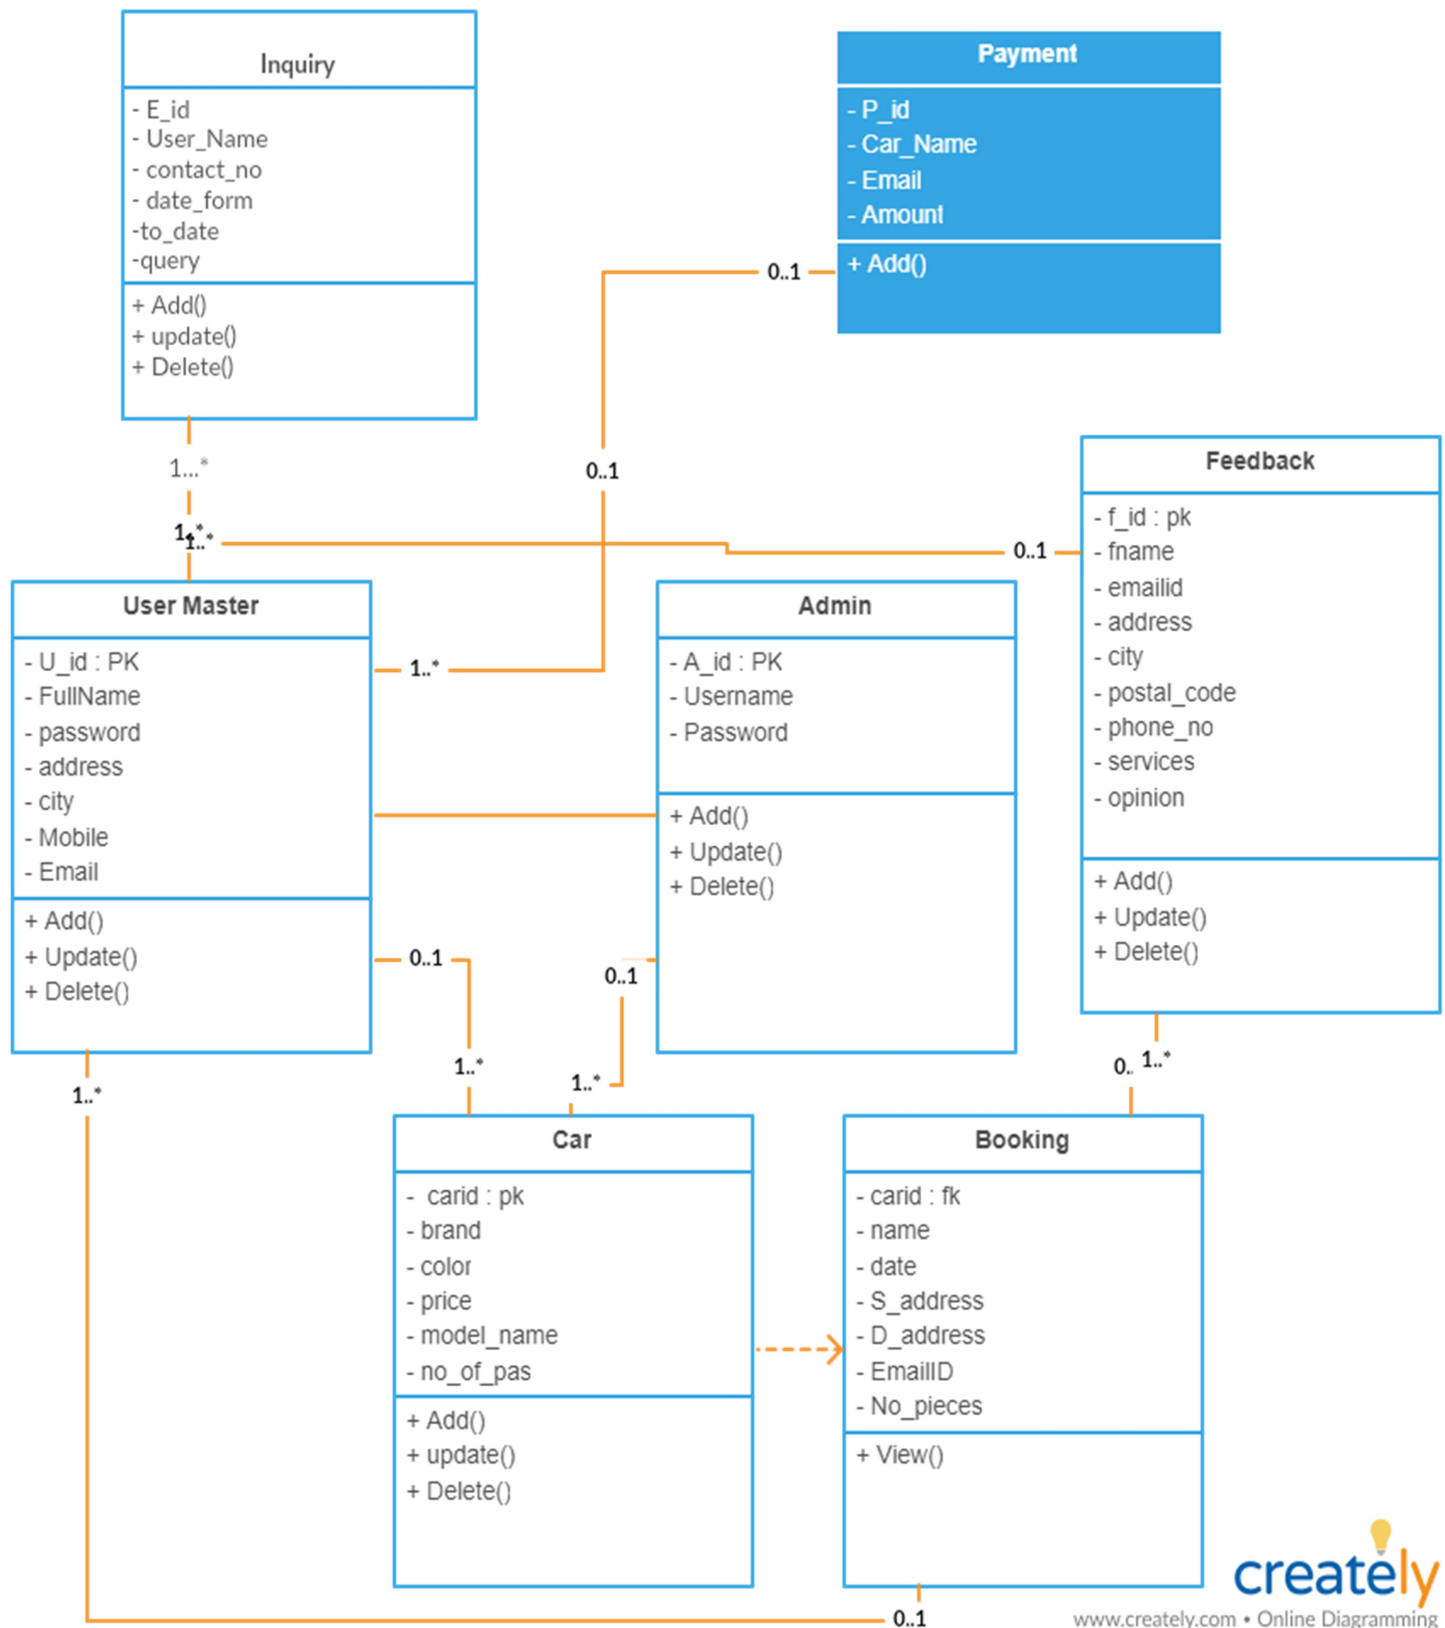 Inquiry
- E_id
- User_Name
- contact_no
- date_form
-to_date
-query
+ Add()
+ update()
+ Delete()
Payment
- P_id
- Car_Name
- Email
- Amount
+ Add()
0..1
0..1
1...*
1..*
1..*
0..1
1..*
Feedback
- f_id : pk
- fname
- emailid
- address
- city
- postal_code
- phone_no
- services
- opinion
+ Add()
+ Update()
+ Delete()
User Master
- U_id : PK
- FullName
- password
- address
- city
- Mobile
- Email
+ Add()
+ Update()
+ Delete()
Admin
- A_id : PK
- Username
- Password
+ Add()
+ Update()
+ Delete()
0..1
0..1
1..*
1..*
1..*
0..
1..*
Car
- carid : pk
- brand
- color
- price
- model_name
- no_of_pas
+ Add()
+ update()
+ Delete()
Booking
- carid : fk
- name
- date
- S_address
- D_address
- EmailID
- No_pieces
+ View()
0..1
creately
www.creately.com • Online Diagramming